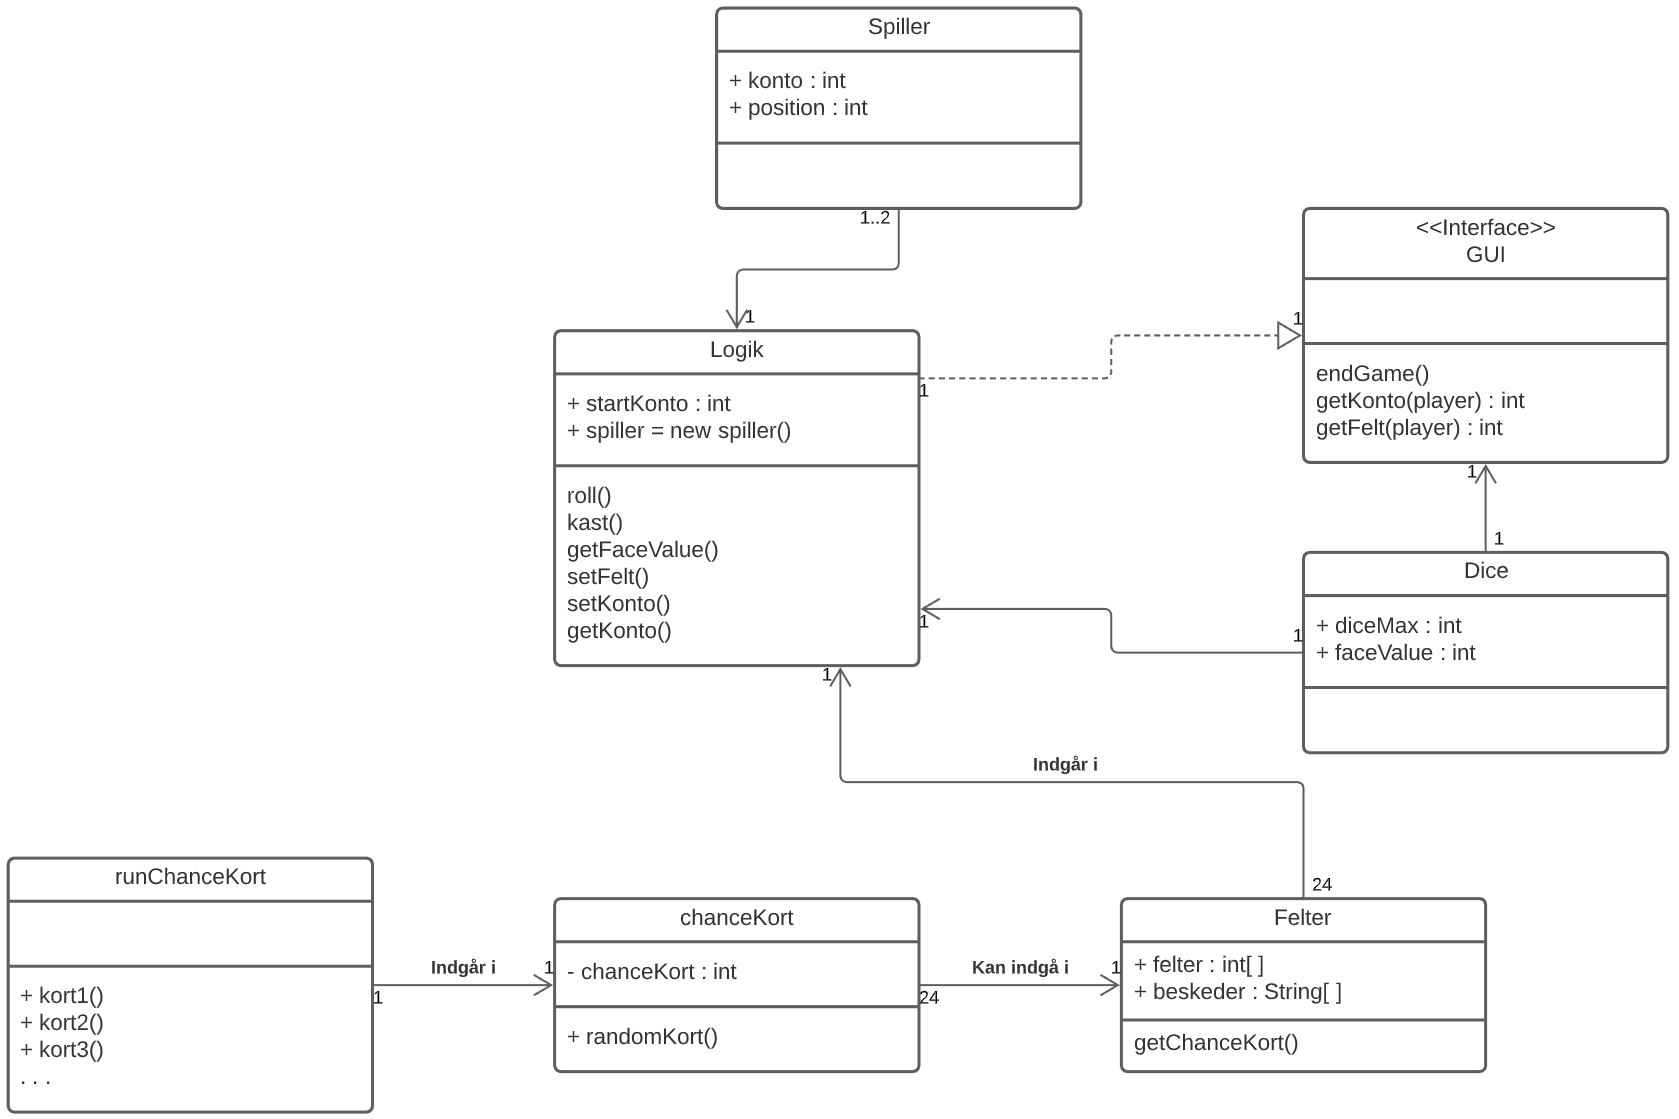 Spiller
+ konto : int
+ position : int
1..2
1
<<Interface>>
GUI
endGame()
getKonto(player) : int
getFelt(player) : int
1
1
Logik
+ startKonto : int
+ spiller = new spiller()
roll()
kast()
getFaceValue()
setFelt()
setKonto()
getKonto()
1
1
1
1
1
Dice
+ diceMax : int
+ faceValue : int
Indgår i
24
runChanceKort
+ kort1()
+ kort2()
+ kort3()
. . .
Indgår i
1
1
chanceKort
- chanceKort : int
+ randomKort()
Kan indgå i
24
1
Felter
+ felter : int[ ]
+ beskeder : String[ ]
getChanceKort()